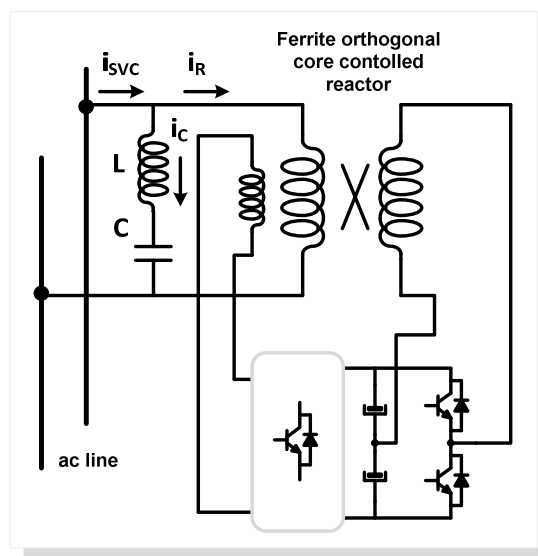 Ferrite orthogonal
core contolled
reactor
iSVC
iR
iC
L
C
ac line